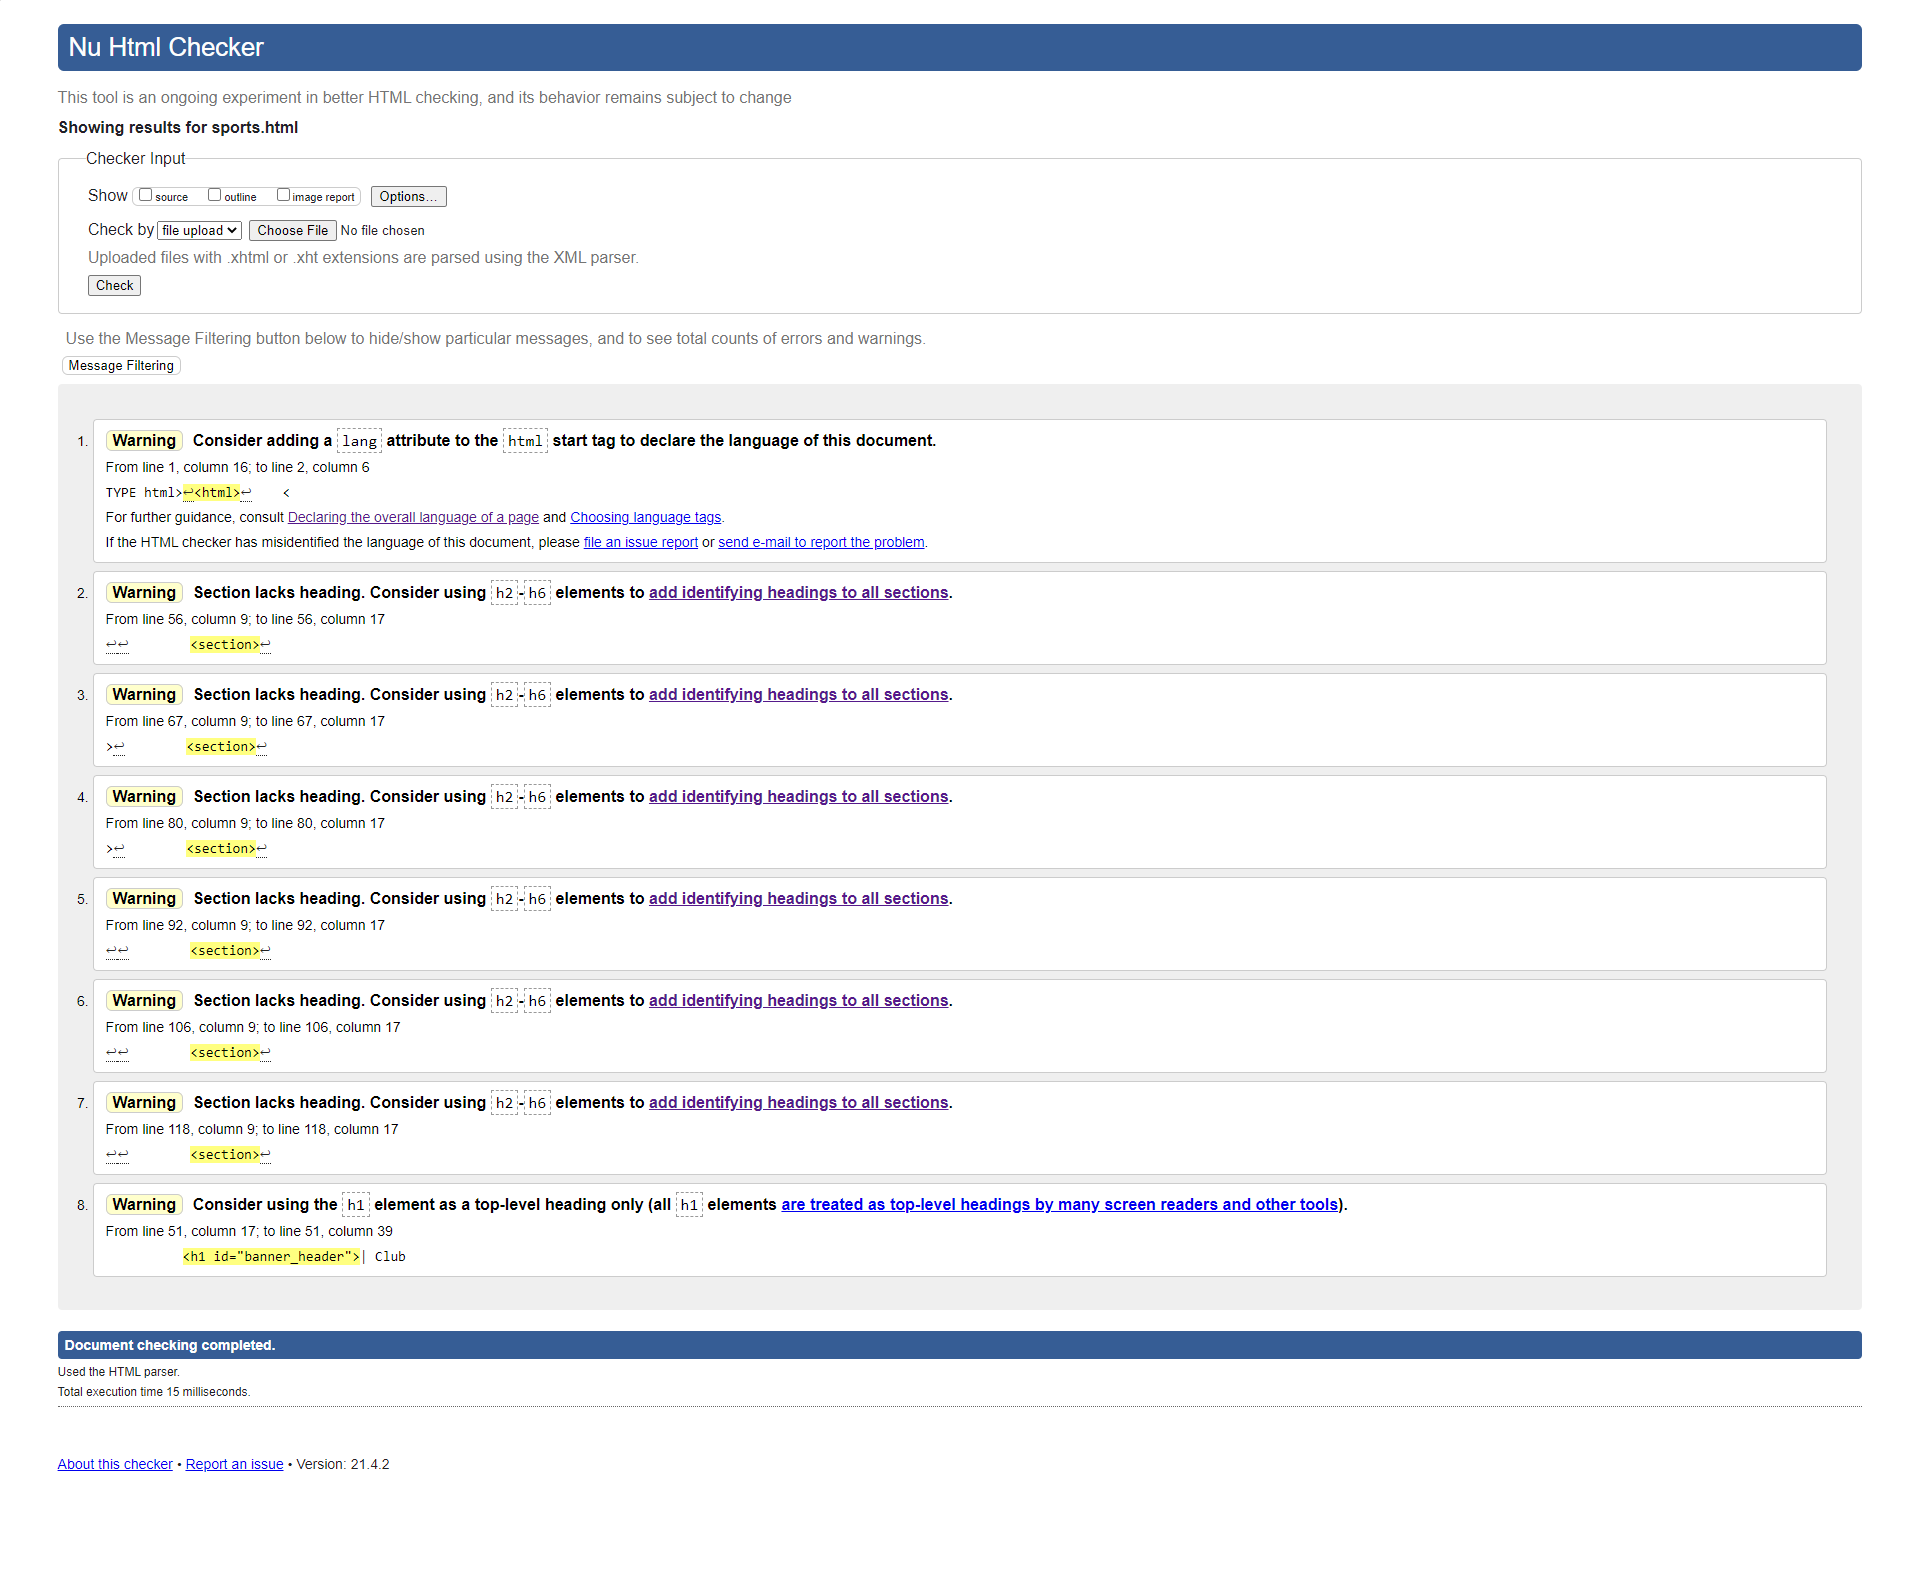 Nu Html Checker
This tool is an ongoing experiment in better HTML checking, and its behavior remains subject to change
Showing results for sports.html
Checker Input
Show source outline image report Options...
Check by file upload Choose File No file chosen
Uploaded files with .xhtml or .xht extensions are parsed using the XML parser.
Check
Use the Message Filtering button below to hide/show particular messages, and to see total counts of errors and warnings.
Message Filtering
1. Warning Consider adding a lang attribute to the html start tag to declare the language of this document.
From line 1, column 16; to line 2, column 6
TYPE html>↩<html>↩    <
For further guidance, consult Declaring the overall language of a page and Choosing language tags.
If the HTML checker has misidentified the language of this document, please file an issue report or send e-mail to report the problem.
2. Warning Section lacks heading. Consider using h2-h6 elements to add identifying headings to all sections.
From line 56, column 9; to line 56, column 17
↩↩        <section>↩
3. Warning Section lacks heading. Consider using h2-h6 elements to add identifying headings to all sections.
From line 67, column 9; to line 67, column 17
>↩        <section>↩
4. Warning Section lacks heading. Consider using h2-h6 elements to add identifying headings to all sections.
From line 80, column 9; to line 80, column 17
>↩        <section>↩
5. Warning Section lacks heading. Consider using h2-h6 elements to add identifying headings to all sections.
From line 92, column 9; to line 92, column 17
↩↩        <section>↩
6. Warning Section lacks heading. Consider using h2-h6 elements to add identifying headings to all sections.
From line 106, column 9; to line 106, column 17
↩↩        <section>↩
7. Warning Section lacks heading. Consider using h2-h6 elements to add identifying headings to all sections.
From line 118, column 9; to line 118, column 17
↩↩        <section>↩
8. Warning Consider using the h1 element as a top-level heading only (all h1 elements are treated as top-level headings by many screen readers and other tools).
From line 51, column 17; to line 51, column 39
<h1 id="banner_header">| Club
Document checking completed.
Used the HTML parser.
Total execution time 15 milliseconds.
About this checker • Report an issue • Version: 21.4.2